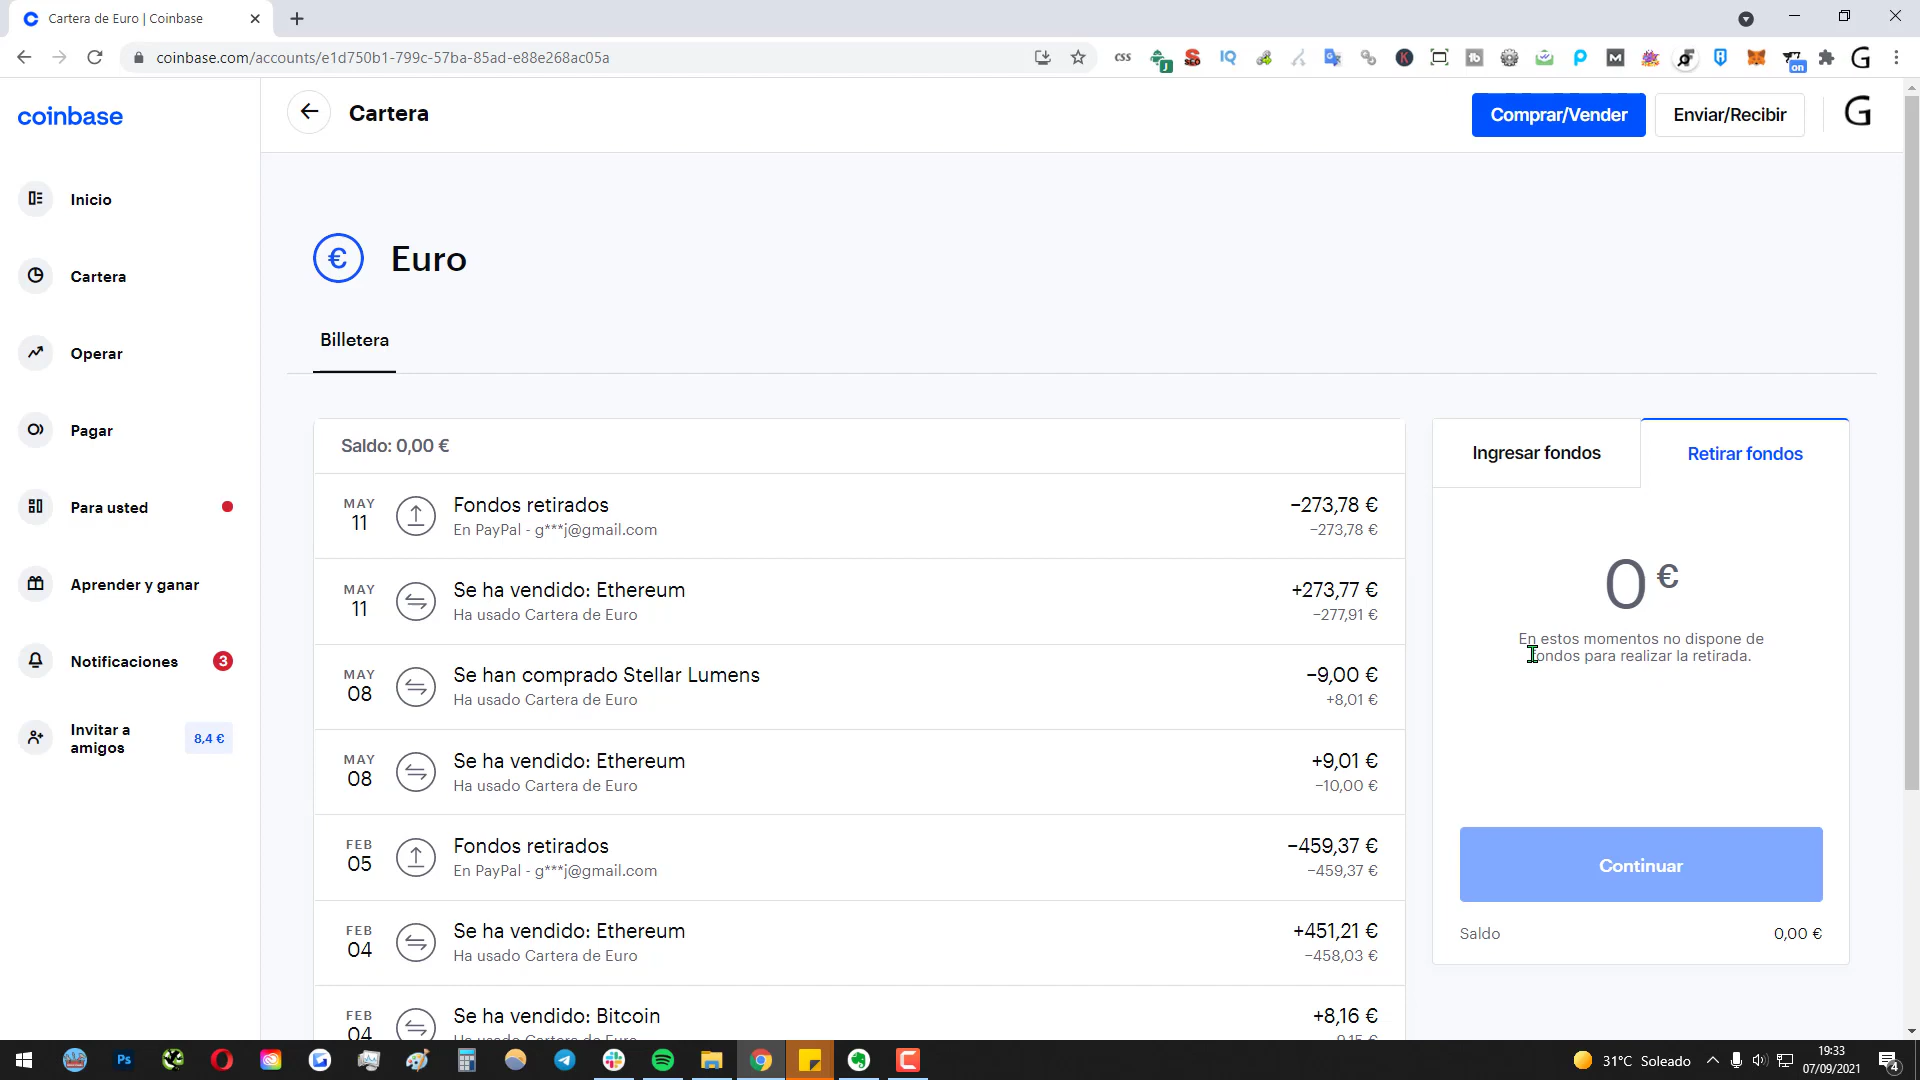 Cartera de Euro | Coinbase
coinbase.com/accounts/e1d750b1-799c-57ba-85ad-e88e268ac05a
css
IQ
on
coinbase
Cartera
Comprar/Vender
Enviar/Recibir
G
Inicio
Cartera
Operar
Pagar
Para usted
Aprender y ganar
Notificaciones
3
Invitar a
amigos
8,4 €
€
Euro
Billetera
Saldo: 0,00 €
MAY
11
Fondos retirados
En PayPal - g***j@gmail.com
−273,78 €
−273,78 €
MAY
11
Se ha vendido: Ethereum
Ha usado Cartera de Euro
+273,77 €
−277,91 €
MAY
08
Se han comprado Stellar Lumens
Ha usado Cartera de Euro
−9,00 €
+8,01 €
MAY
08
Se ha vendido: Ethereum
Ha usado Cartera de Euro
+9,01 €
−10,00 €
FEB
05
Fondos retirados
En PayPal - g***j@gmail.com
−459,37 €
−459,37 €
FEB
04
Se ha vendido: Ethereum
Ha usado Cartera de Euro
+451,21 €
−458,03 €
FEB
04
Se ha vendido: Bitcoin
+8,16 €
Ingresar fondos
Retirar fondos
0 €
En estos momentos no dispone de
fondos para realizar la retirada.
Continuar
Saldo
0,00 €
Ps
31°C Soleado
19:33
07/09/2021
4